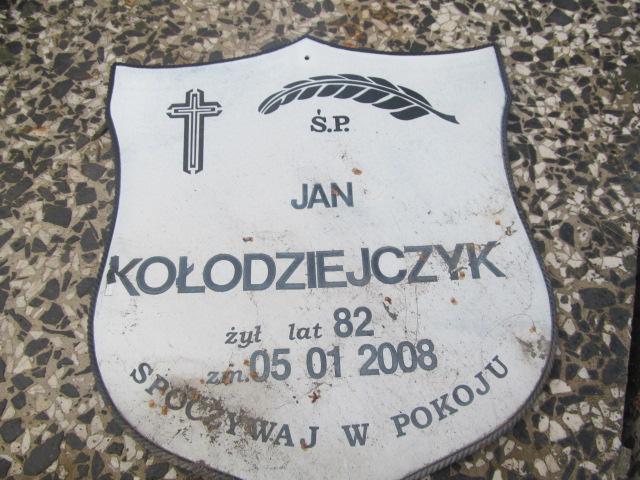 Ś.P.
JAN
KOŁODZIEJCZYK
żył lat 82
zm. 05 01 2008
SPOCZYWAJ W POKOJU